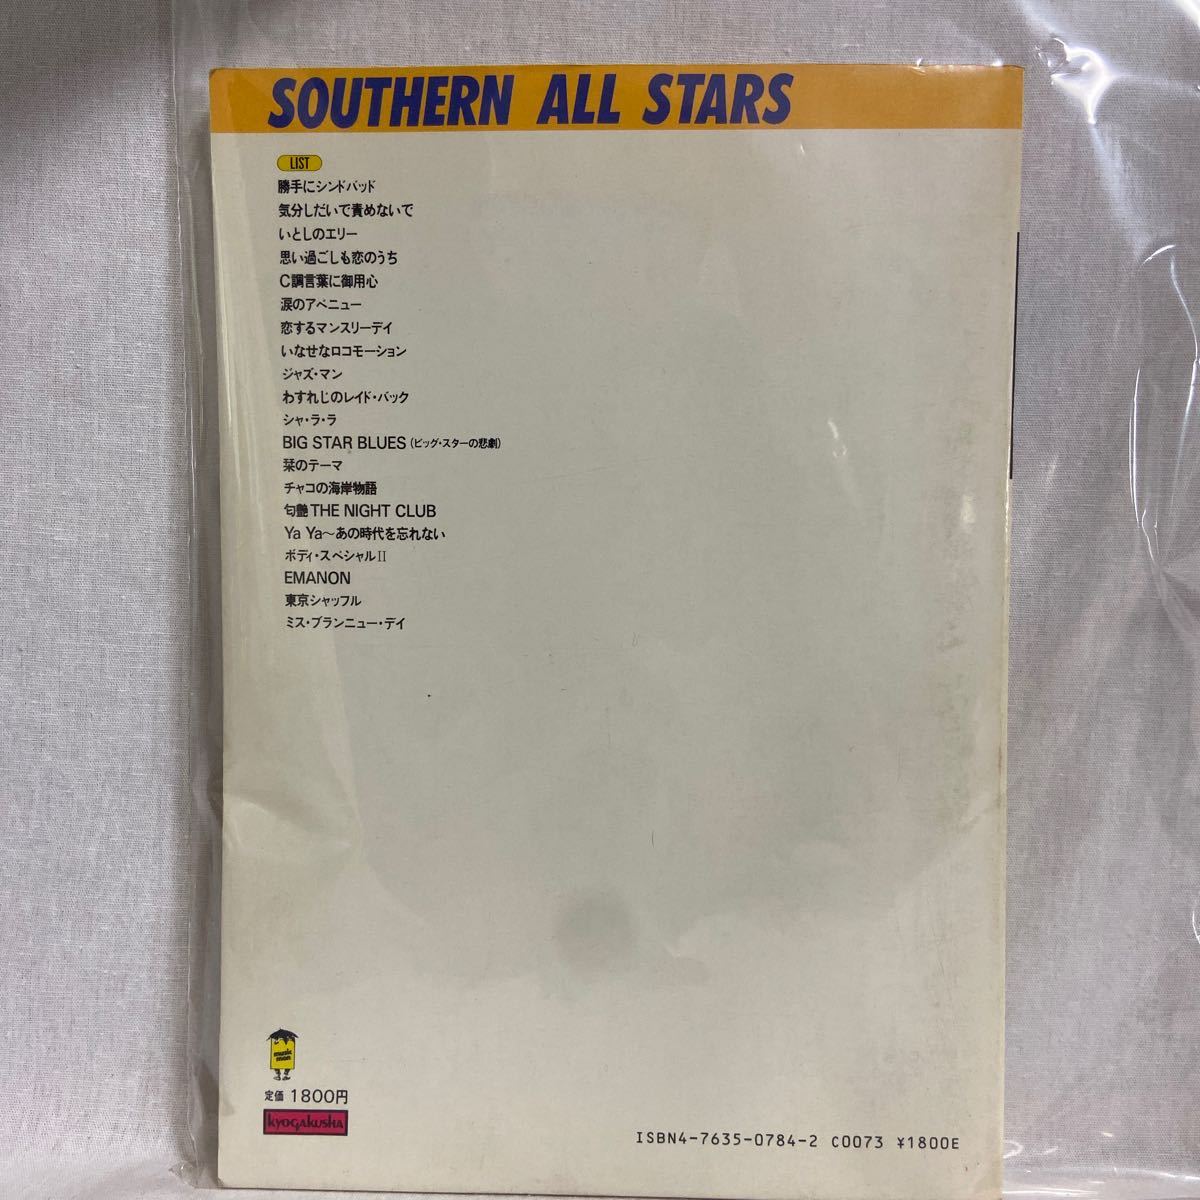 SOUTHERN ALL STARS
LIST
勝手にシンドバッド
気分しだいで責めないで
いとしのエリー
思い過ごしも恋のうち
C調言葉に御用心
涙のアベニュー
恋するマンスリーデイ
いなせなロコモーション
ジャズ・マン
わすれじのレイド・バック
シャ・ラ・ラ
BIG STAR BLUES(ビッグ・スターの悲劇)
栞のテーマ
チャコの海岸物語
匂艶THE NIGHT CLUB
Ya Ya〜あの時代を忘れない
ボディ・スペシャルII
EMANON
東京シャッフル
ミス・ブランニュー・デイ
music
man
定価 1800円
kyogakusha
ISBN4-7635-0784-2 C0073 ¥1800E